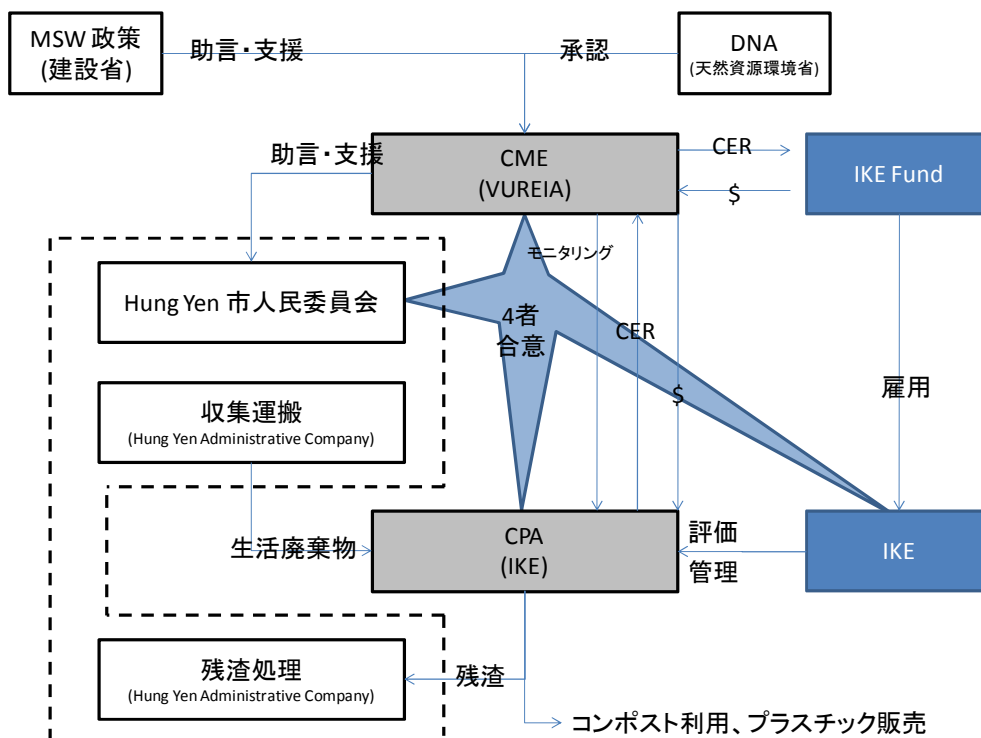 MSW 政策
(建設省)
助言・支援
承認
DNA
(天然資源環境省)
助言・支援
CME
(VUREIA)
CER
$
IKE Fund
モニタリング
Hung Yen 市人民委員会
4者
合意
CER
$
雇用
収集運搬
(Hung Yen Administrative Company)
生活廃棄物
CPA
(IKE)
評価
管理
IKE
残渣処理
(Hung Yen Administrative Company)
残渣
コンポスト利用、プラスチック販売